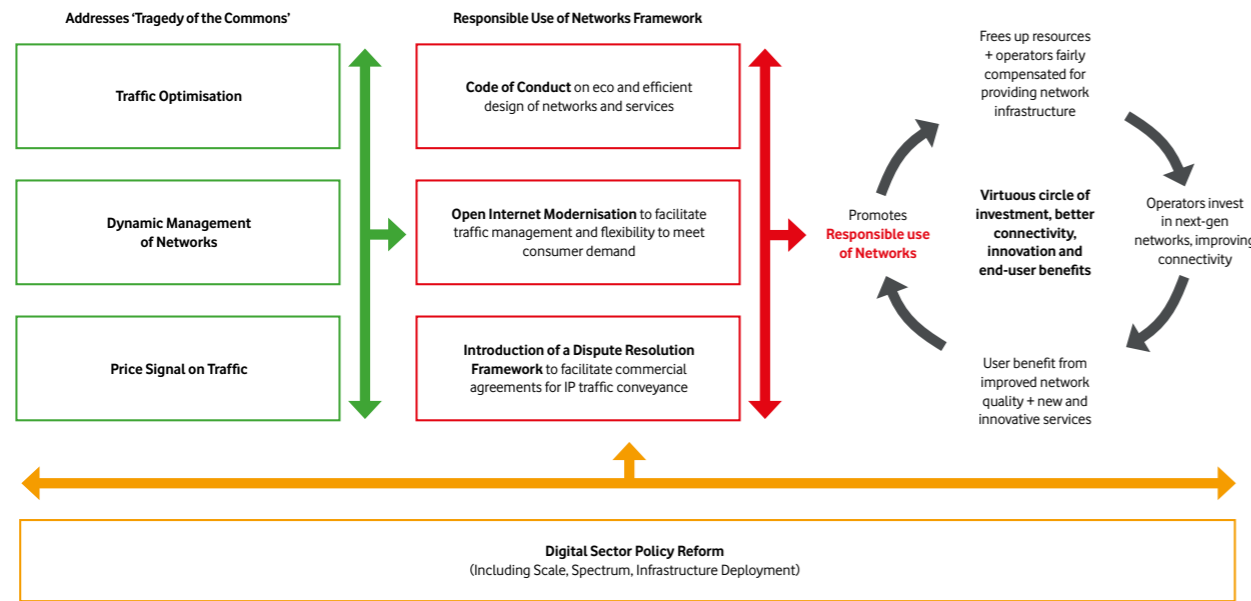 Addresses ‘Tragedy of the Commons’
Traffic Optimisation
Dynamic Management
of Networks
Price Signal on Traffic
Responsible Use of Networks Framework
Code of Conduct on eco and efficient
design of networks and services
Open Internet Modernisation to facilitate
traffic management and flexibility to meet
consumer demand
Introduction of a Dispute Resolution
Framework to facilitate commercial
agreements for IP traffic conveyance
Promotes
Responsible use
of Networks
Frees up resources
+ operators fairly
compensated for
providing network
infrastructure
Virtuous circle of
investment, better
connectivity,
innovation and
end-user benefits
Operators invest
in next-gen
networks, improving
connectivity
User benefit from
improved network
quality + new and
innovative services
Digital Sector Policy Reform
(Including Scale, Spectrum, Infrastructure Deployment)